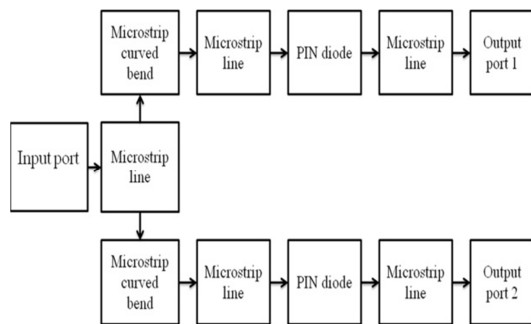 Microstrip
curved
bend
Microstrip
line
PIN diode
Microstrip
line
Output
port 1
Input port
Microstrip
line
Microstrip
curved
bend
Microstrip
line
PIN diode
Microstrip
line
Output
port 2